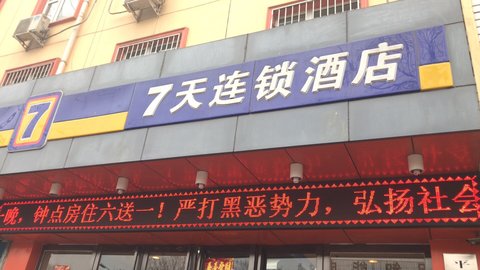 7
7天连锁酒店
一晚，钟点房住六送一！严打黑恶势力，弘扬社会